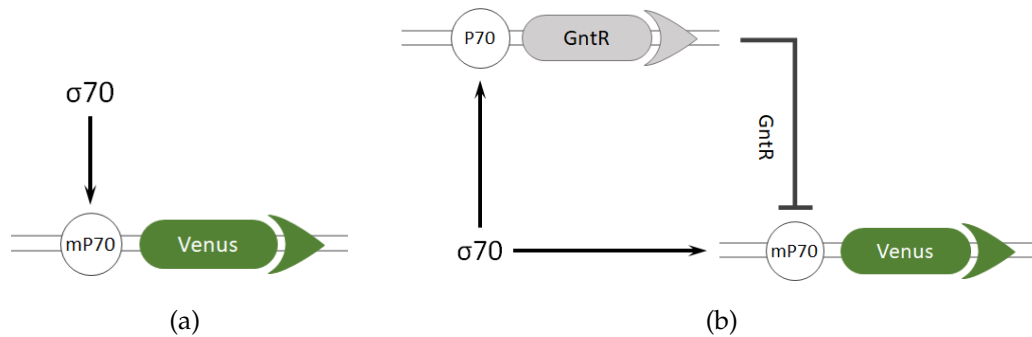 σ70
mP70
Venus
(a)
P70
GntR
GntR
σ70
mP70
Venus
(b)